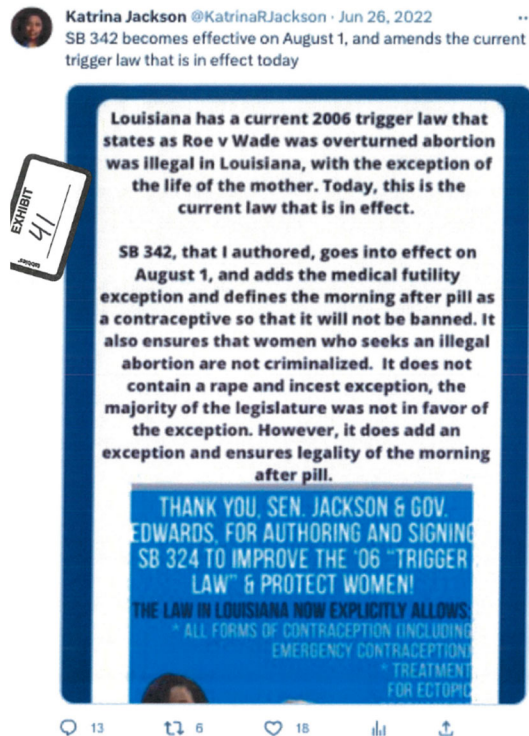 Katrina Jackson @KatrinaRJackson · Jun 26, 2022
SB 342 becomes effective on August 1, and amends the current
trigger law that is in effect today
Louisiana has a current 2006 trigger law that
states as Roe v Wade was overturned abortion
was illegal in Louisiana, with the exception of
the life of the mother. Today, this is the
current law that is in effect.
EXHIBIT
41
SB 342, that I authored, goes into effect on
August 1, and adds the medical futility
exception and defines the morning after pill as
a contraceptive so that it will not be banned. It
also ensures that women who seeks an illegal
abortion are not criminalized. It does not
contain a rape and incest exception, the
majority of the legislature was not in favor of
the exception. However, it does add an
exception and ensures legality of the morning
after pill.
THANK YOU, SEN. JACKSON & GOV.
EDWARDS, FOR AUTHORING AND SIGNING
SB 324 TO IMPROVE THE '06 "TRIGGER
LAW" & PROTECT WOMEN!
THE LAW IN LOUISIANA NOW EXPLICITLY ALLOWS:
* ALL FORMS OF CONTRACEPTION (INCLUDING
EMERGENCY CONTRACEPTION)
* TREATMENT
FOR ECTOPIC
13 6 18